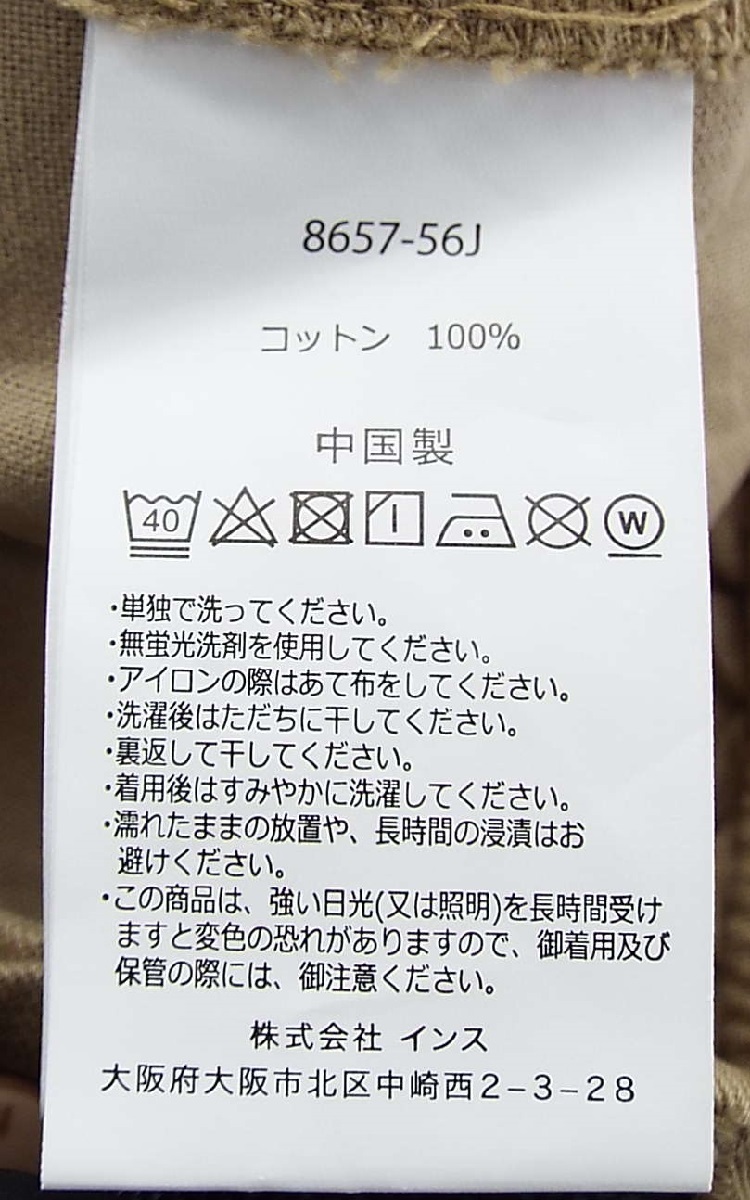 8657-56J
コットン 100%
中国製
40 W
・単独で洗ってください。
・無蛍光洗剤を使用してください。
・アイロンの際はあて布をしてください。
・洗濯後はただちに干してください。
・裏返して干してください。
・着用後はすみやかに洗濯してください。
・濡れたままの放置や、長時間の浸漬はお
避けください。
・この商品は、強い日光(又は照明)を長時間受け
ますと変色の恐れがありますので、御着用及び
保管の際には、御注意ください。
株式会社 インス
大阪府大阪市北区中崎西2-3-28